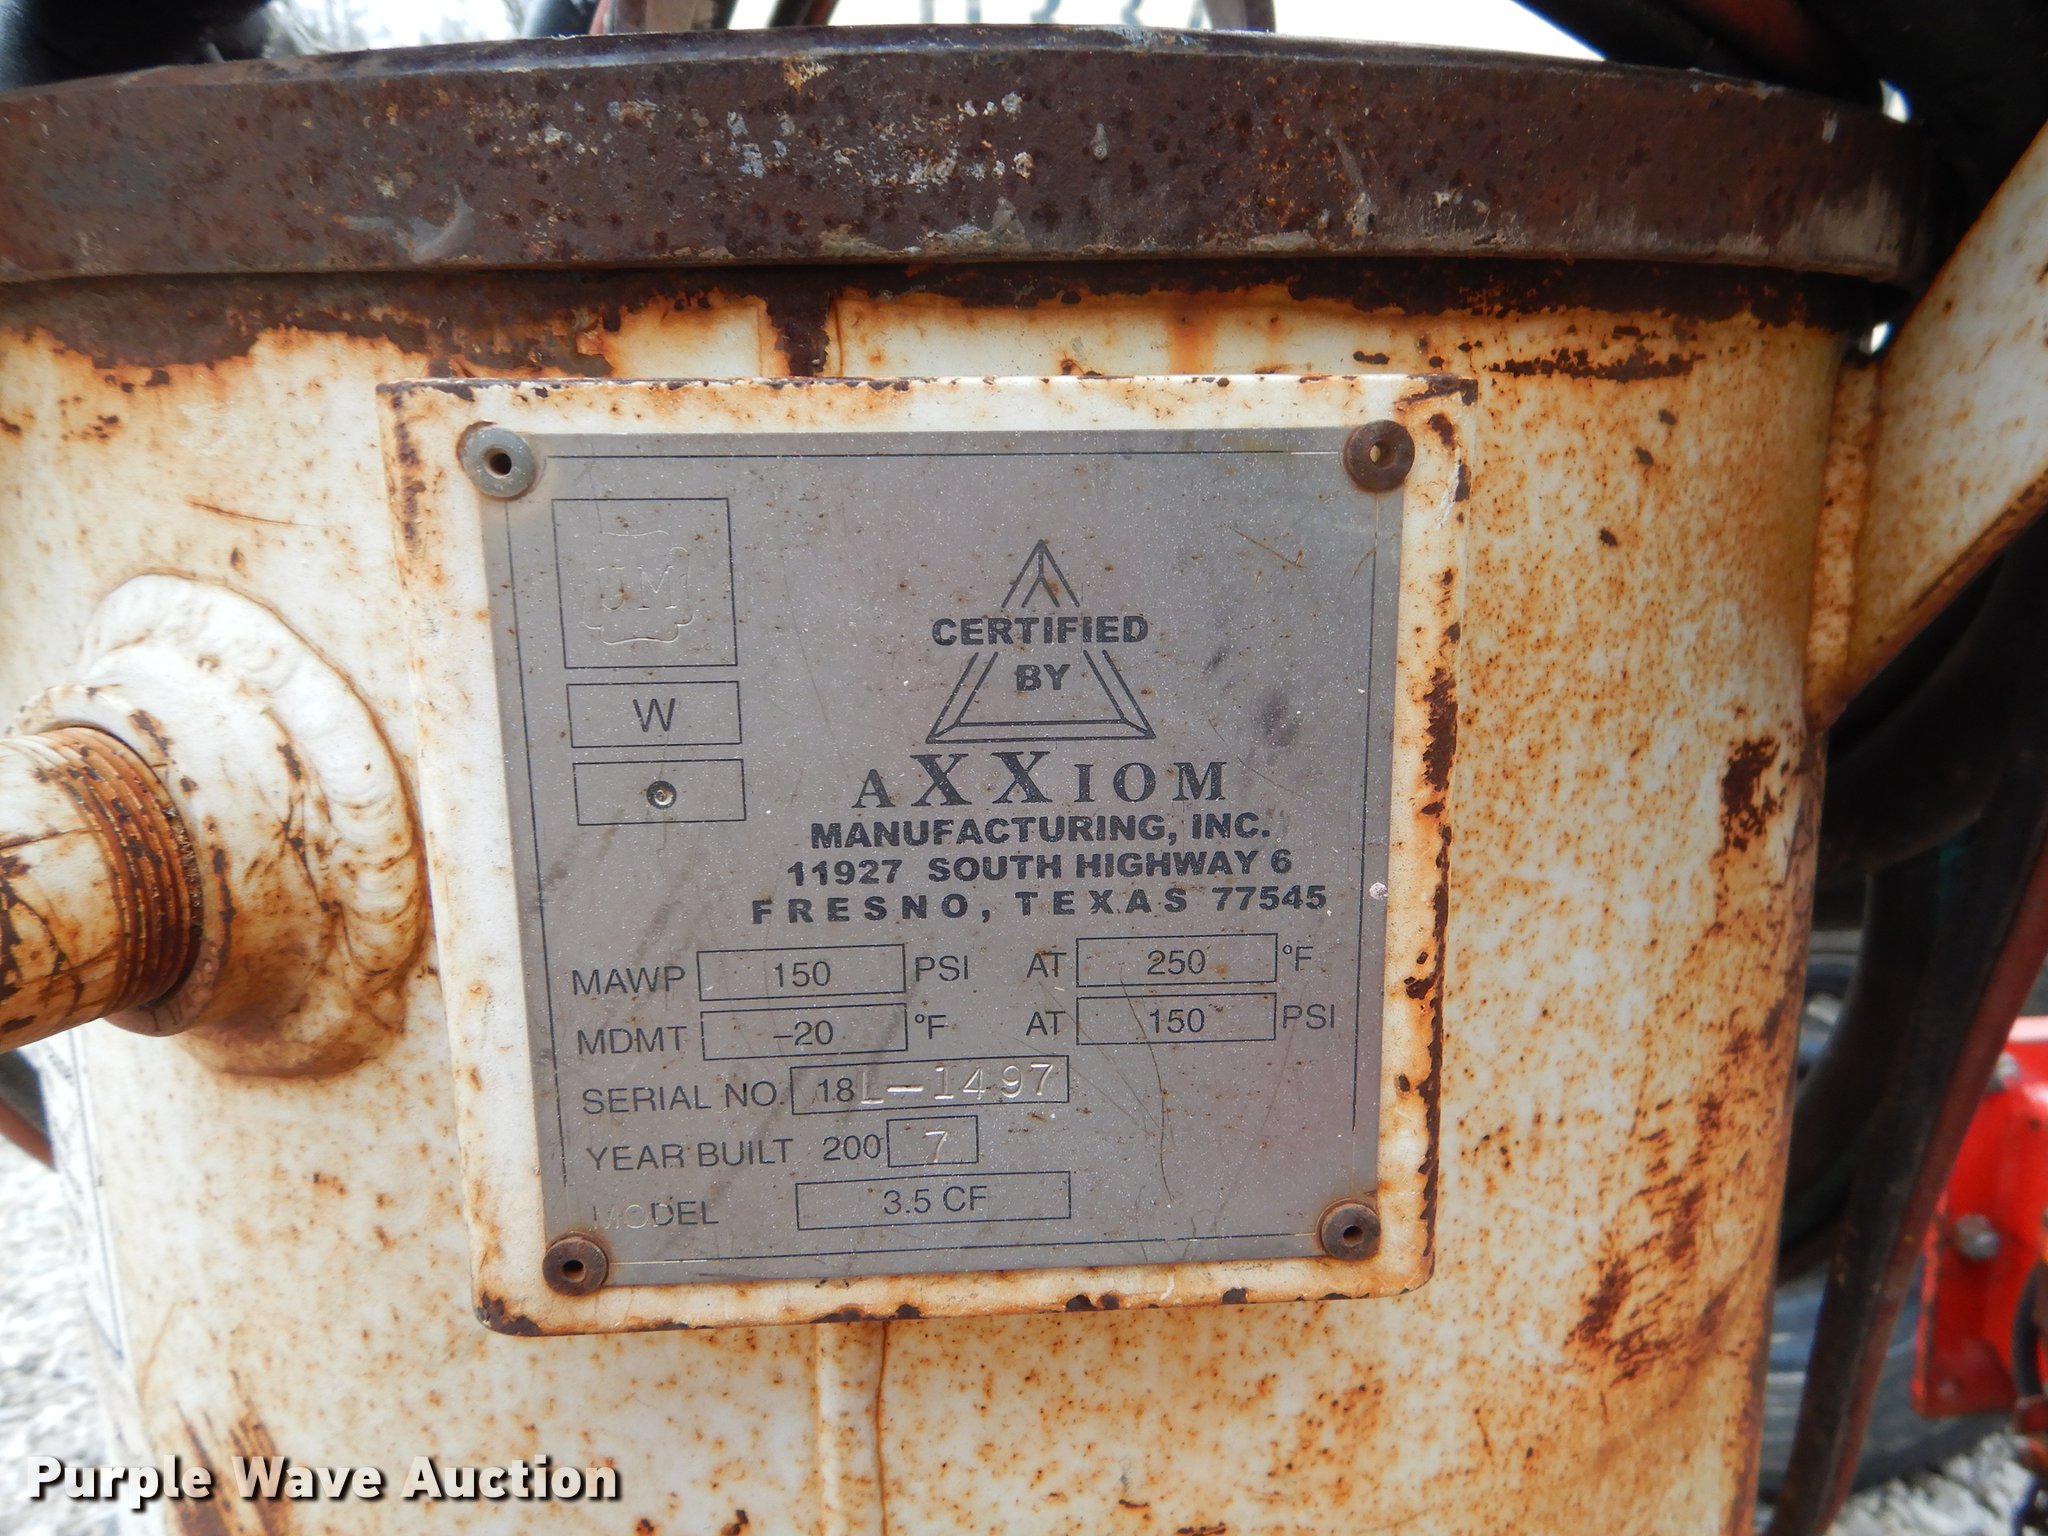 UM
W
CERTIFIED
BY
AXXIOM
MANUFACTURING, INC.
11927 SOUTH HIGHWAY 6
FRESNO, TEXAS 77545
MAWP 150 PSI AT 250 °F
MDMT -20 °F AT 150 PSI
SERIAL NO. 18L-1497
YEAR BUILT 2007
MODEL 3.5 CF
Purple Wave Auction